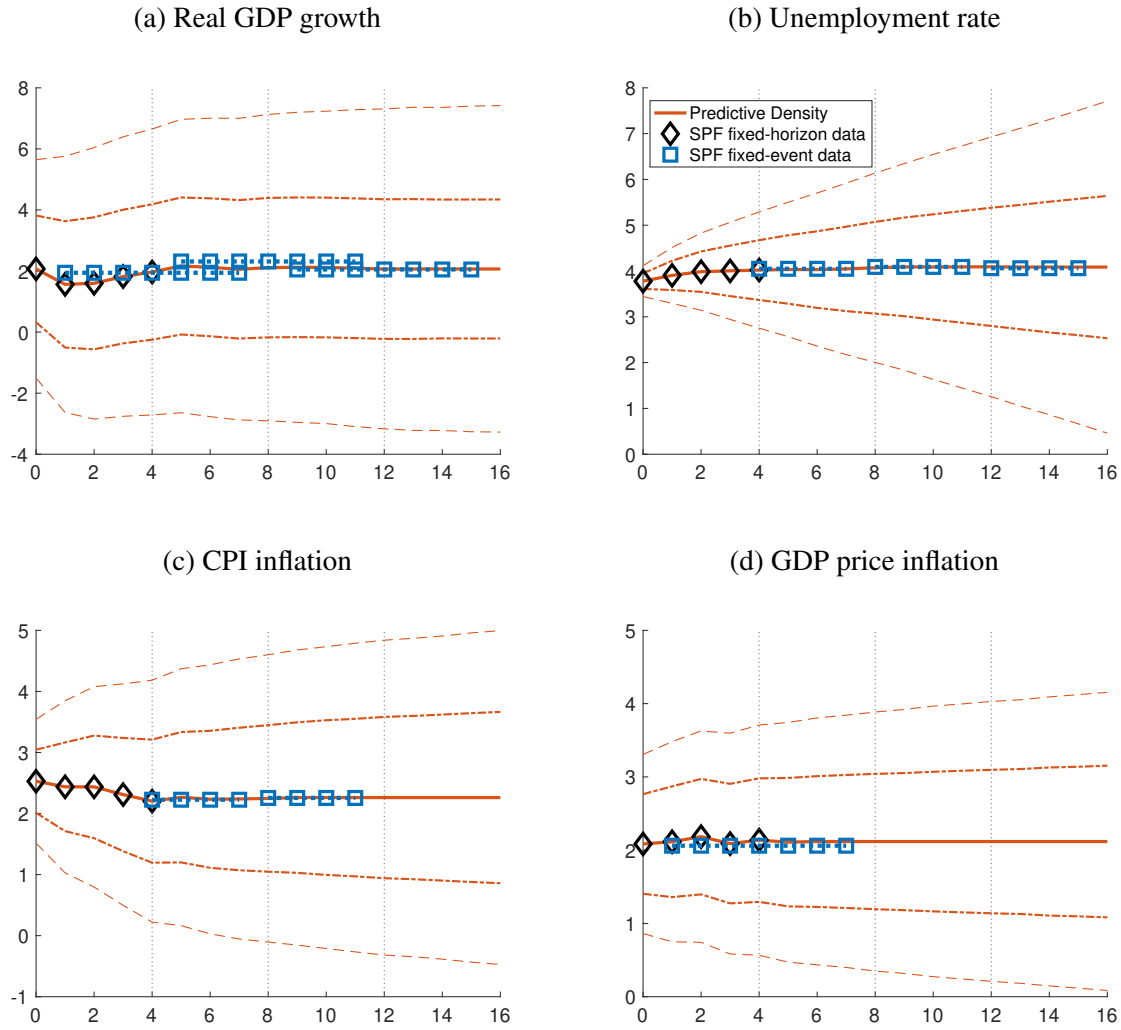 (a) Real GDP growth
8
6
4
2
0
-2
-4
0 2 4 6 8 10 12 14 16
(b) Unemployment rate
8
7
6
5
4
3
2
1
0
0 2 4 6 8 10 12 14 16
Predictive Density
SPF fixed-horizon data
SPF fixed-event data
(c) CPI inflation
5
4
3
2
1
0
-1
0 2 4 6 8 10 12 14 16
(d) GDP price inflation
5
4
3
2
1
0
0 2 4 6 8 10 12 14 16